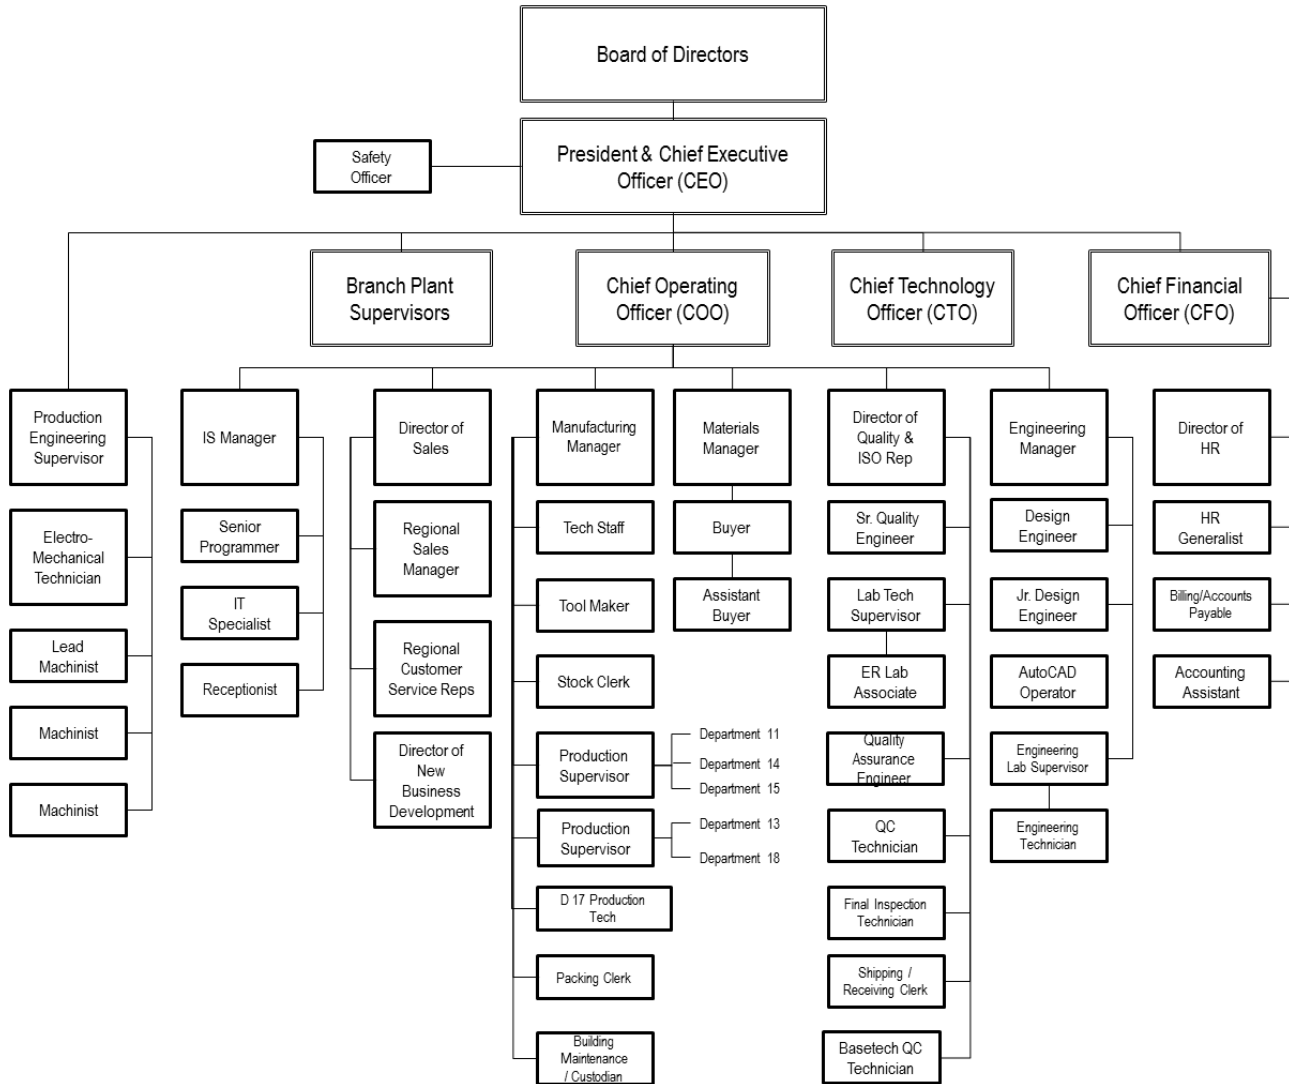 Board of Directors
President & Chief Executive
Officer (CEO)
Safety
Officer
Branch Plant
Supervisors
Chief Operating
Officer (COO)
Chief Technology
Officer (CTO)
Chief Financial
Officer (CFO)
Production
Engineering
Supervisor
IS Manager
Director of
Sales
Manufacturing
Manager
Materials
Manager
Director of
Quality &
ISO Rep
Engineering
Manager
Director of
HR
Electro-
Mechanical
Technician
Lead
Machinist
Machinist
Machinist
Senior
Programmer
IT
Specialist
Receptionist
Regional
Sales
Manager
Regional
Customer
Service Reps
Director of
New
Business
Development
Tech Staff
Tool Maker
Stock Clerk
Production
Supervisor
Department 11
Department 14
Department 15
Production
Supervisor
Department 13
Department 18
D 17 Production
Tech
Packing Clerk
Building
Maintenance
/ Custodian
Buyer
Assistant
Buyer
Sr. Quality
Engineer
Lab Tech
Supervisor
ER Lab
Associate
Quality
Assurance
Engineer
QC
Technician
Final Inspection
Technician
Shipping /
Receiving Clerk
Basetech QC
Technician
Design
Engineer
Jr. Design
Engineer
AutoCAD
Operator
Engineering
Lab Supervisor
Engineering
Technician
HR
Generalist
Billing/Accounts
Payable
Accounting
Assistant